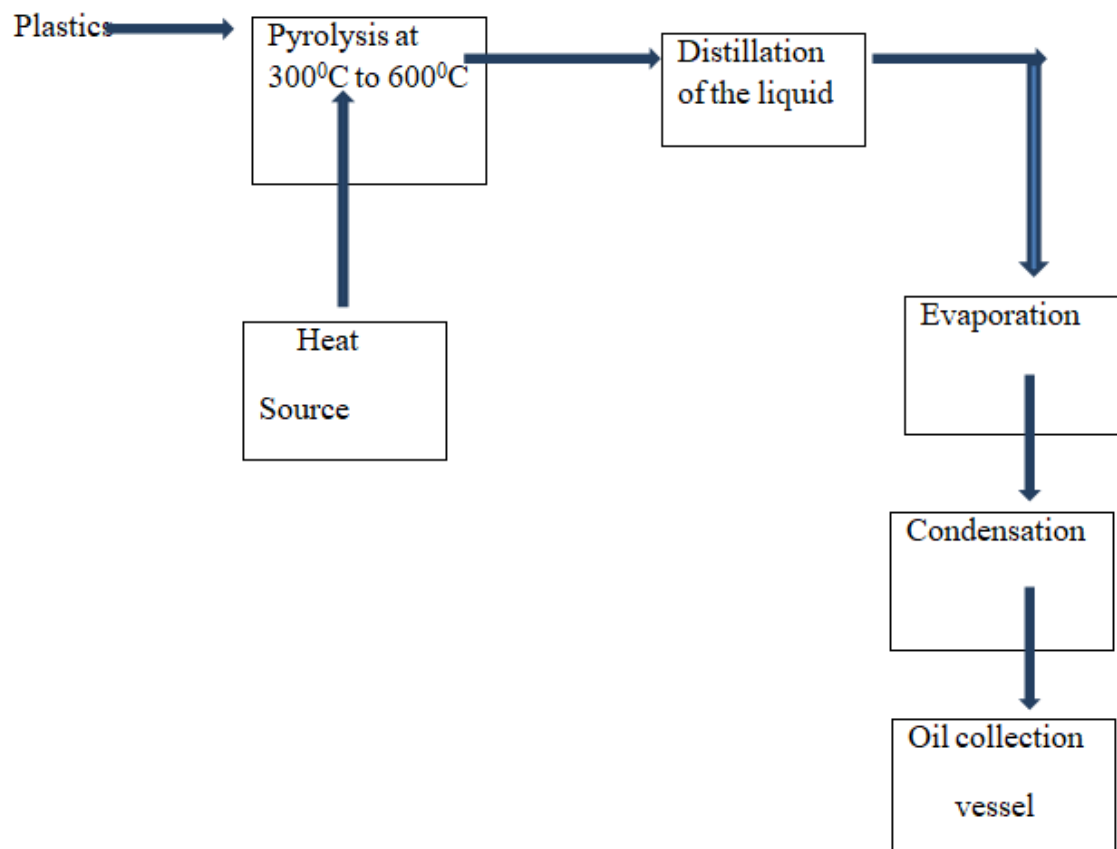 Plastics
Pyrolysis at
300⁰C to 600⁰C
Distillation
of the liquid
Heat
Source
Evaporation
Condensation
Oil collection
vessel